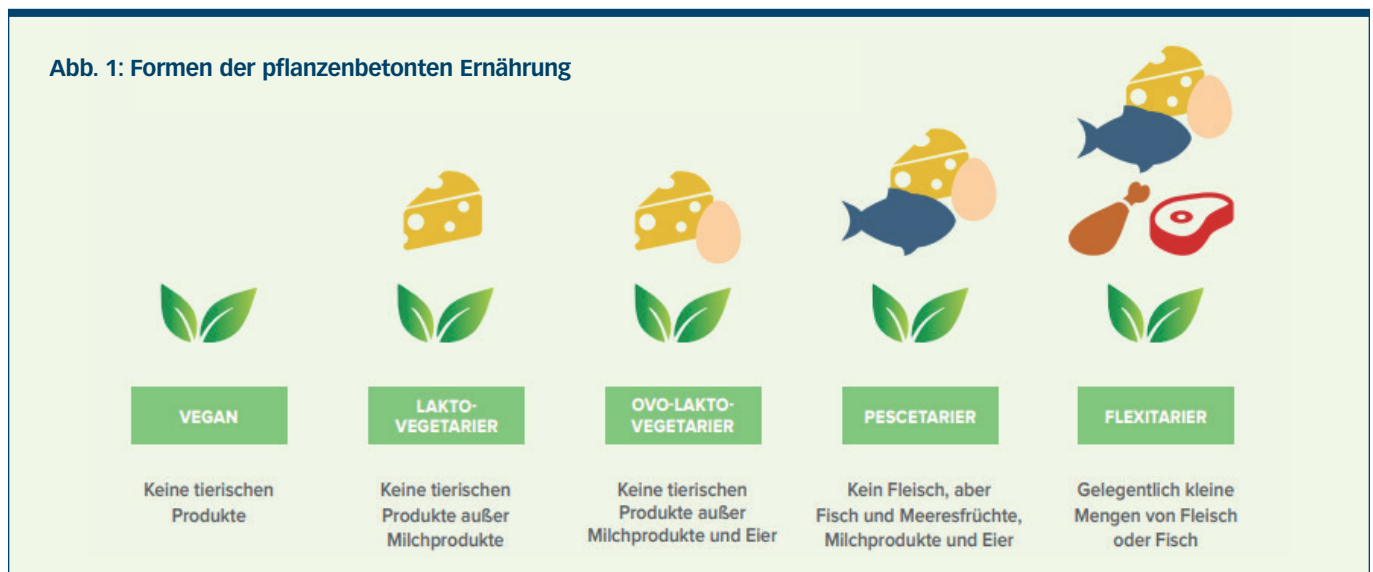 Abb. 1: Formen der pflanzenbetonten Ernährung
VEGAN
Keine tierischen
Produkte
LAKTO-
VEGETARIER
Keine tierischen
Produkte außer
Milchprodukte
OVO-LAKTO-
VEGETARIER
Keine tierischen
Produkte außer
Milchprodukte und Eier
PESCETARIER
Kein Fleisch, aber
Fisch und Meeresfrüchte,
Milchprodukte und Eier
FLEXITARIER
Gelegentlich kleine
Mengen von Fleisch
oder Fisch